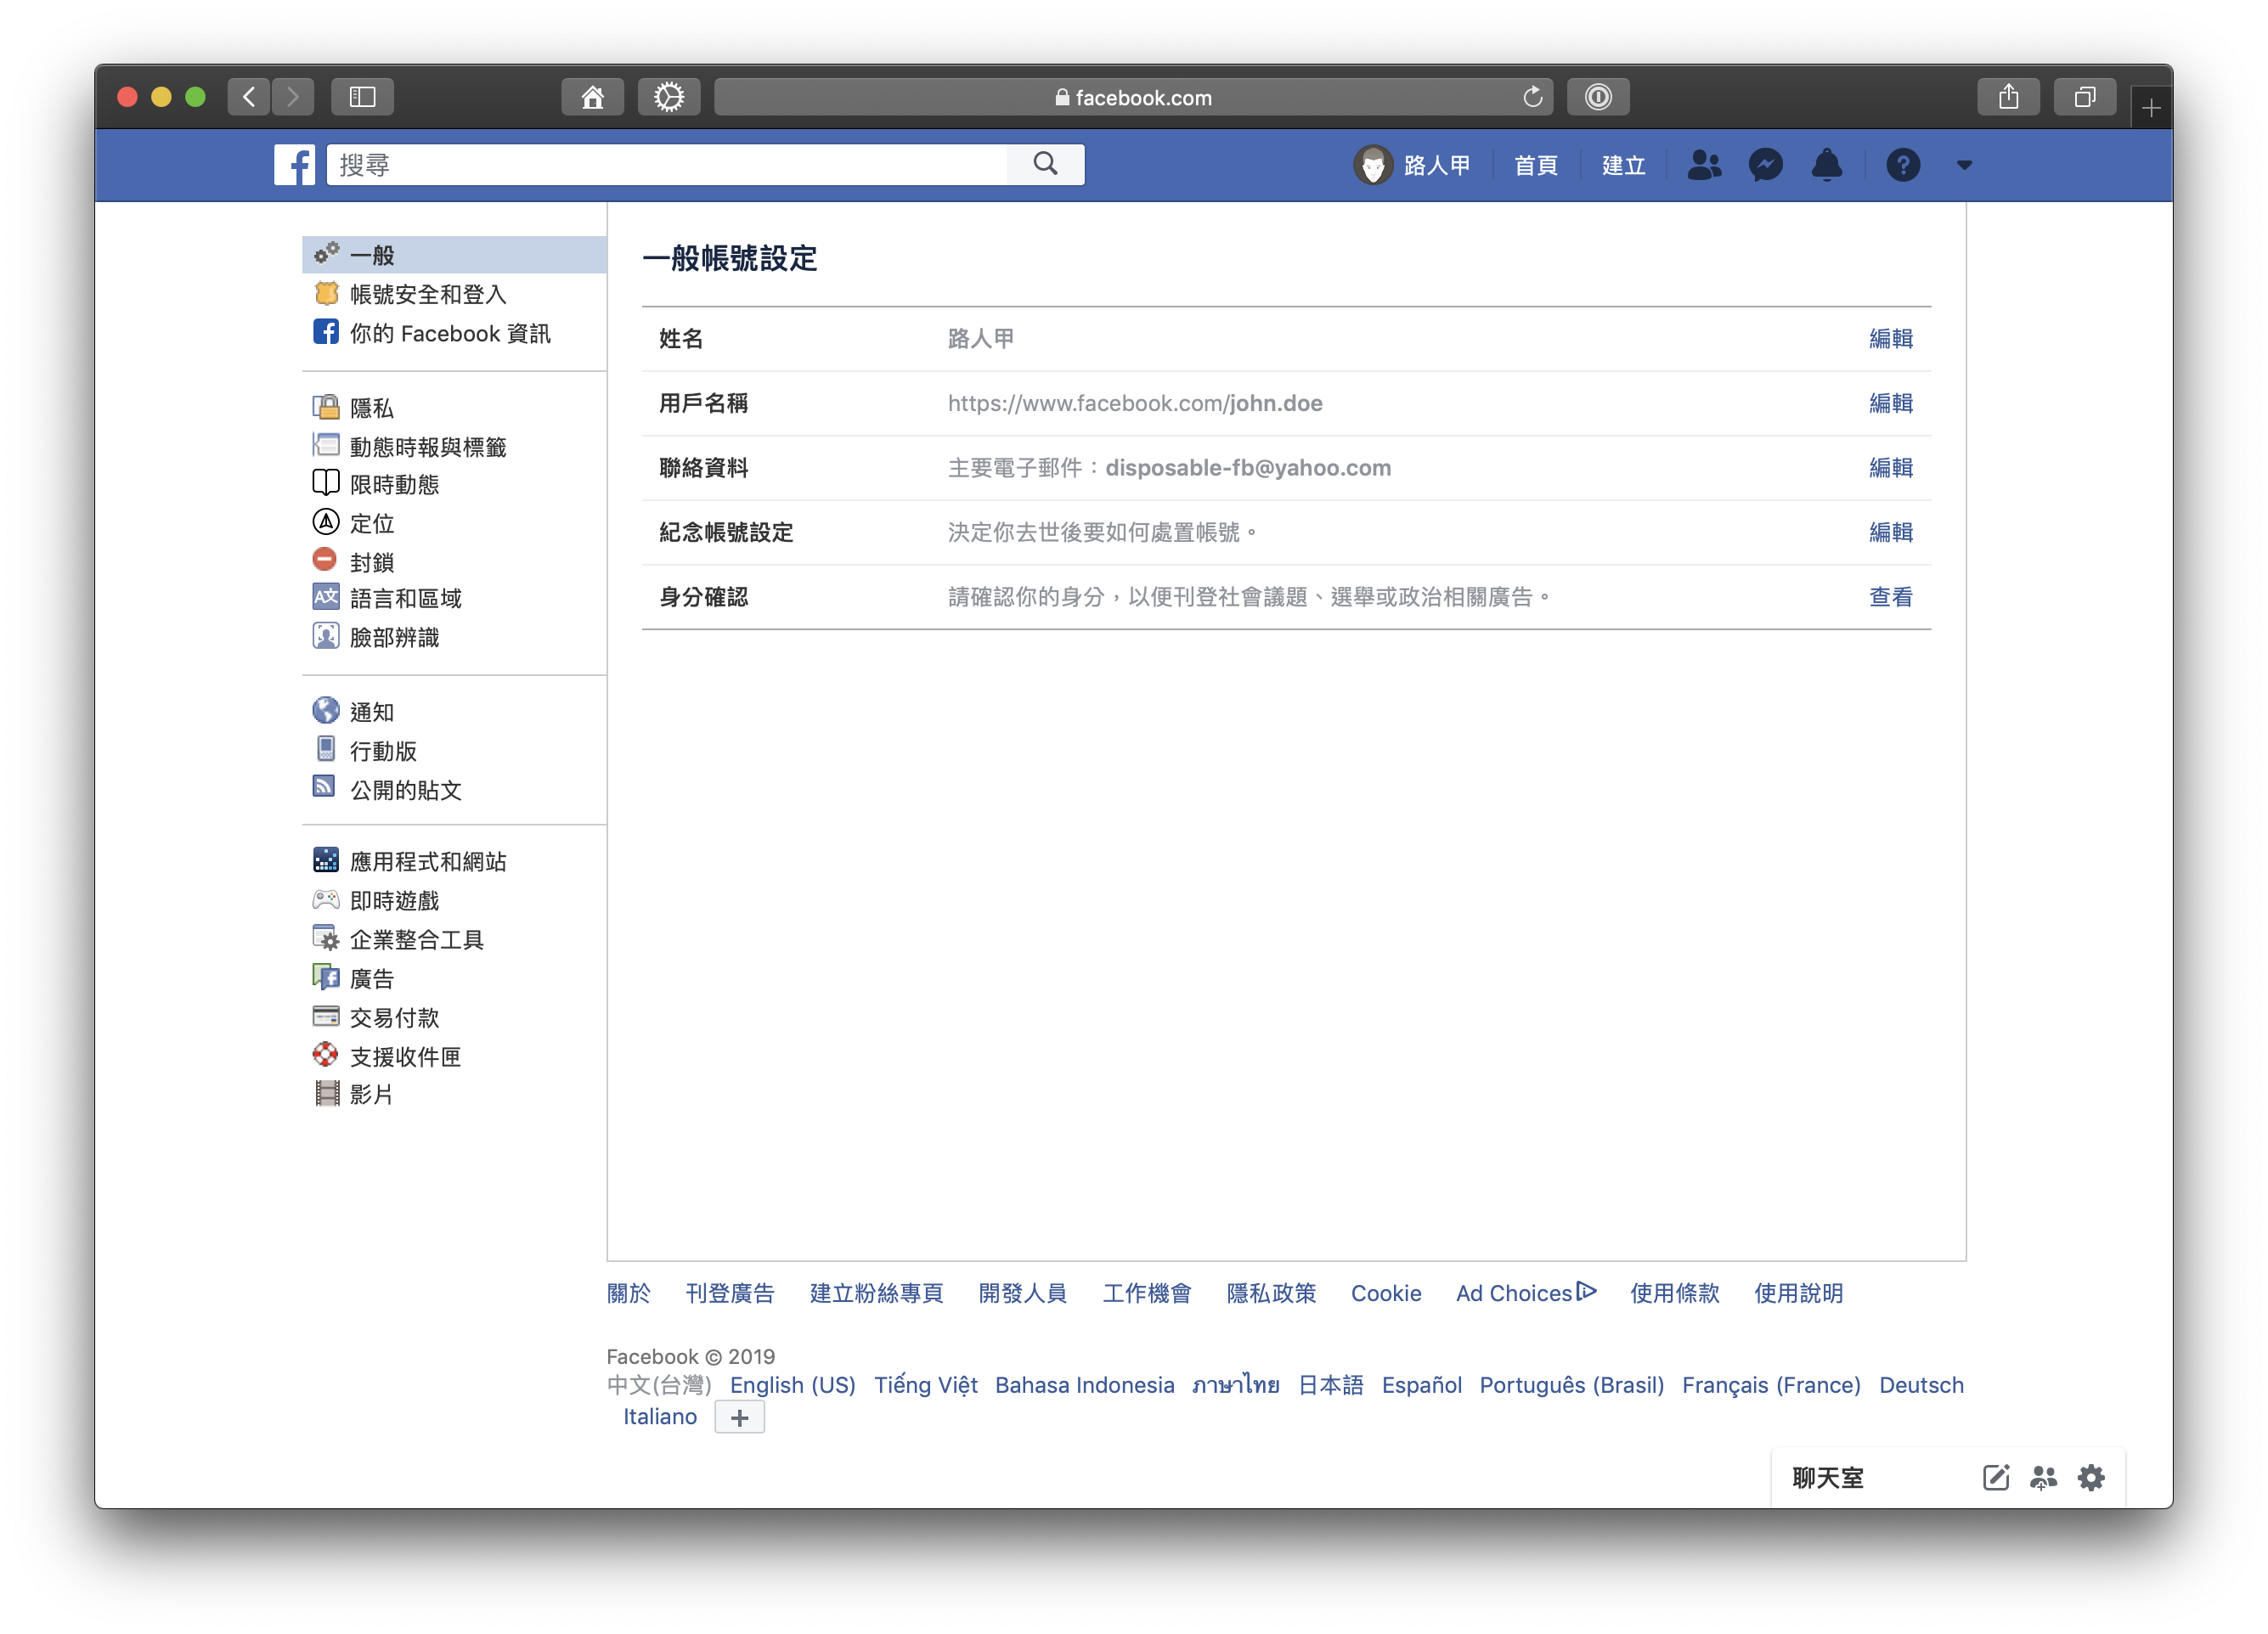 facebook.com
搜尋
路人甲 首頁 建立
一般
帳號安全和登入
你的 Facebook 資訊
隱私
動態時報與標籤
限時動態
定位
封鎖
語言和區域
臉部辨識
通知
行動版
公開的貼文
應用程式和網站
即時遊戲
企業整合工具
廣告
交易付款
支援收件匣
影片
一般帳號設定
姓名 路人甲 編輯
用戶名稱 https://www.facebook.com/john.doe 編輯
聯絡資料 主要電子郵件：disposable-fb@yahoo.com 編輯
紀念帳號設定 決定你去世後要如何處置帳號。 編輯
身分確認 請確認你的身分，以便刊登社會議題、選舉或政治相關廣告。 查看
關於 刊登廣告 建立粉絲專頁 開發人員 工作機會 隱私政策 Cookie Ad Choices 使用條款 使用說明
Facebook © 2019
中文(台灣) English (US) Tiếng Việt Bahasa Indonesia ภาษาไทย 日本語 Español Português (Brasil) Français (France) Deutsch
Italiano
聊天室